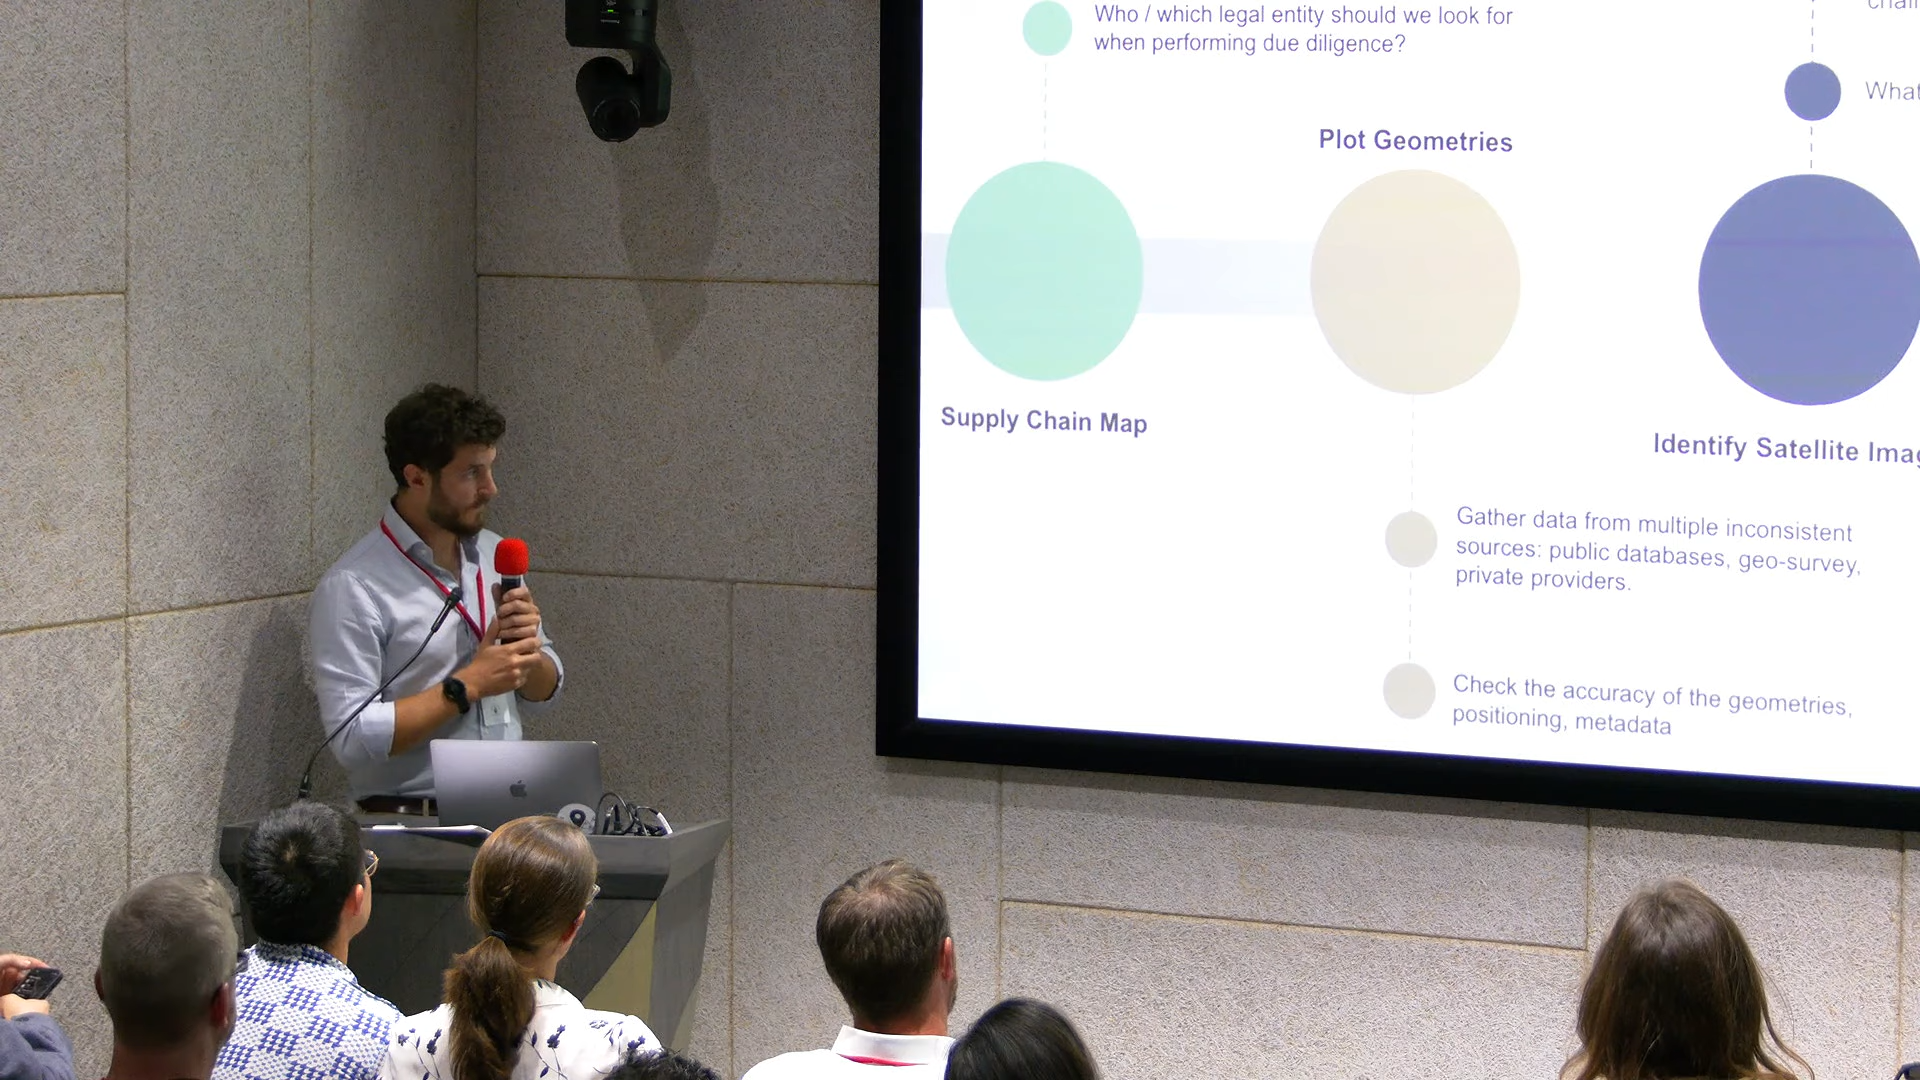 Who / which legal entity should we look for
when performing due diligence?
What
Plot Geometries
Supply Chain Map
Identify Satellite
Gather data from multiple inconsistent
sources: public databases, geo-survey,
private providers.
Check the accuracy of the geometries,
positioning, metadata